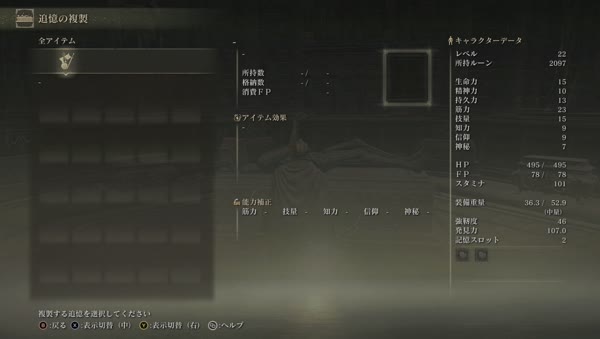 追憶の複製
全アイテム
-
-
所持数 - / -
格納数 - / -
消費FP -
アイテム効果
-
能力補正
筋力 - 技量 - 知力 - 信仰 - 神秘 -
キャラクターデータ
レベル 22
所持ルーン 2097
生命力 15
精神力 10
持久力 13
筋力 23
技量 15
知力 9
信仰 9
神秘 7
HP 495 / 495
FP 78 / 78
スタミナ 101
装備重量 36.3 / 52.9
(中量)
強靭度 46
発見力 107.0
記憶スロット 2
複製する追憶を選択してください
B:戻る X:表示切替(中) Y:表示切替(右) :ヘルプ